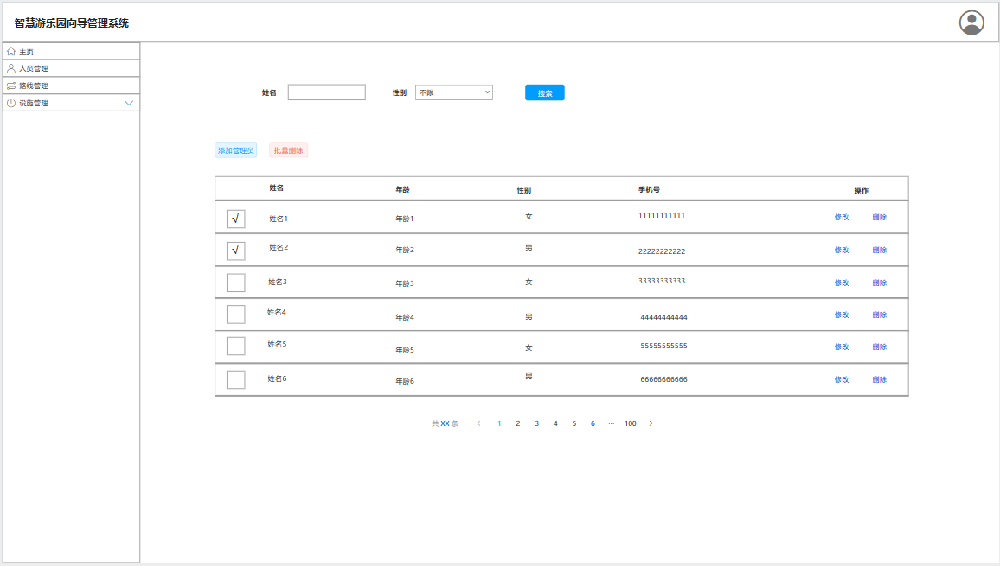 智慧游乐园向导管理系统
主页
人员管理
路线管理
设施管理
姓名 性别 不限 搜索
添加管理员 批量删除
姓名 年龄 性别 手机号 操作
√ 姓名1 年龄1 女 11111111111 修改 删除
√ 姓名2 年龄2 男 22222222222 修改 删除
姓名3 年龄3 女 33333333333 修改 删除
姓名4 年龄4 男 44444444444 修改 删除
姓名5 年龄5 女 55555555555 修改 删除
姓名6 年龄6 男 66666666666 修改 删除
共 XX 条 < 1 2 3 4 5 6 ··· 100 >